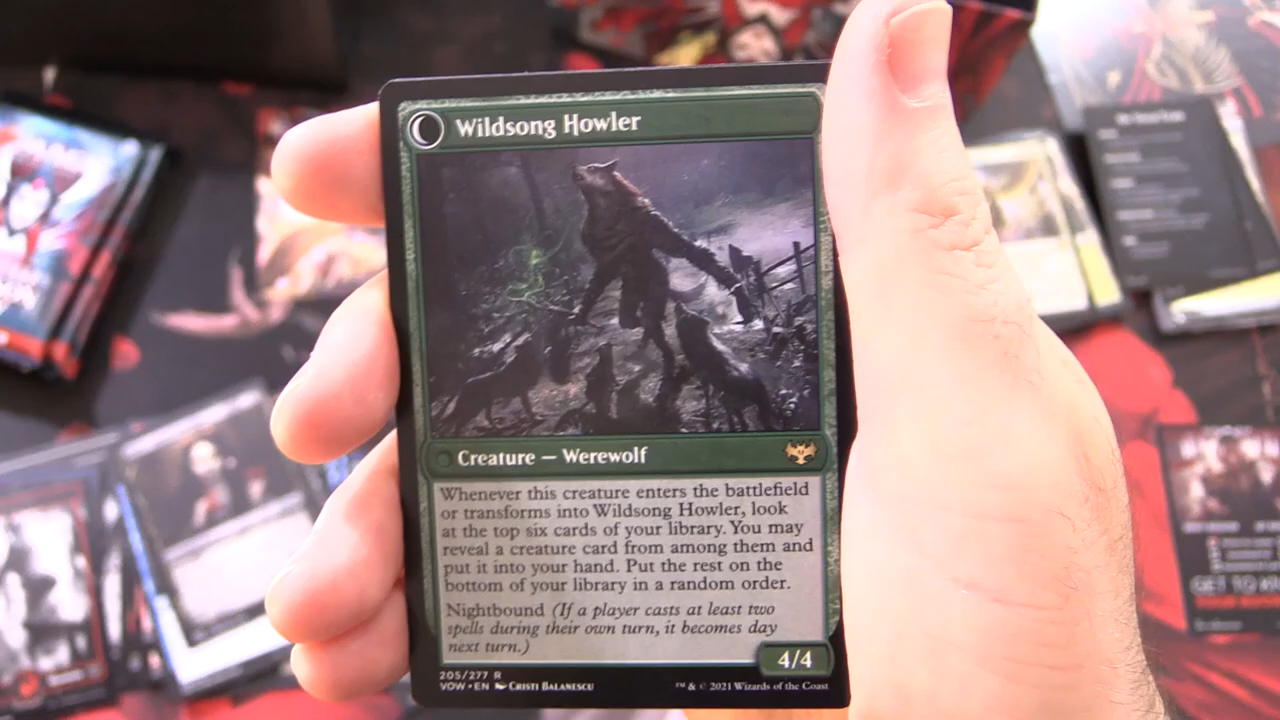 Wildsong Howler
Creature — Werewolf
Whenever this creature enters the battlefield
or transforms into Wildsong Howler, look
at the top six cards of your library. You may
reveal a creature card from among them and
put it into your hand. Put the rest on the
bottom of your library in a random order.
Nightbound (If a player casts at least two
spells during their own turn, it becomes day
next turn.)
4/4
205/277 R
VOW • EN Cristi Balanescu
™ & © 2021 Wizards of the Coast